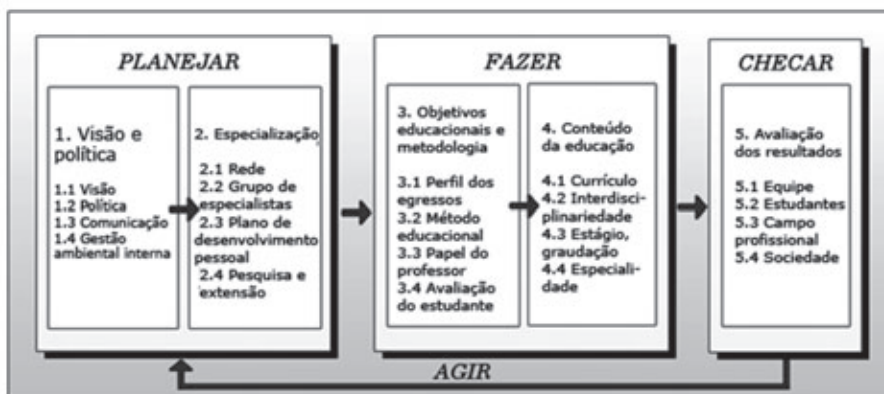 PLANEJAR
1. Visão e
política
1.1 Visão
1.2 Política
1.3 Comunicação
1.4 Gestão
ambiental interna
2. Especialização
2.1 Rede
2.2 Grupo de
especialistas
2.3 Plano de
desenvolvimento
pessoal
2.4 Pesquisa e
extensão
FAZER
3. Objetivos
educacionais e
metodologia
3.1 Perfil dos
egressos
3.2 Método
educacional
3.3 Papel do
professor
3.4 Avaliação
do estudante
4. Conteúdo
da educação
4.1 Currículo
4.2 Interdisci-
plinariedade
4.3 Estágio,
graudação
4.4 Especiali-
dade
CHECAR
5. Avaliação
dos resultados
5.1 Equipe
5.2 Estudantes
5.3 Campo
profissional
5.4 Sociedade
AGIR